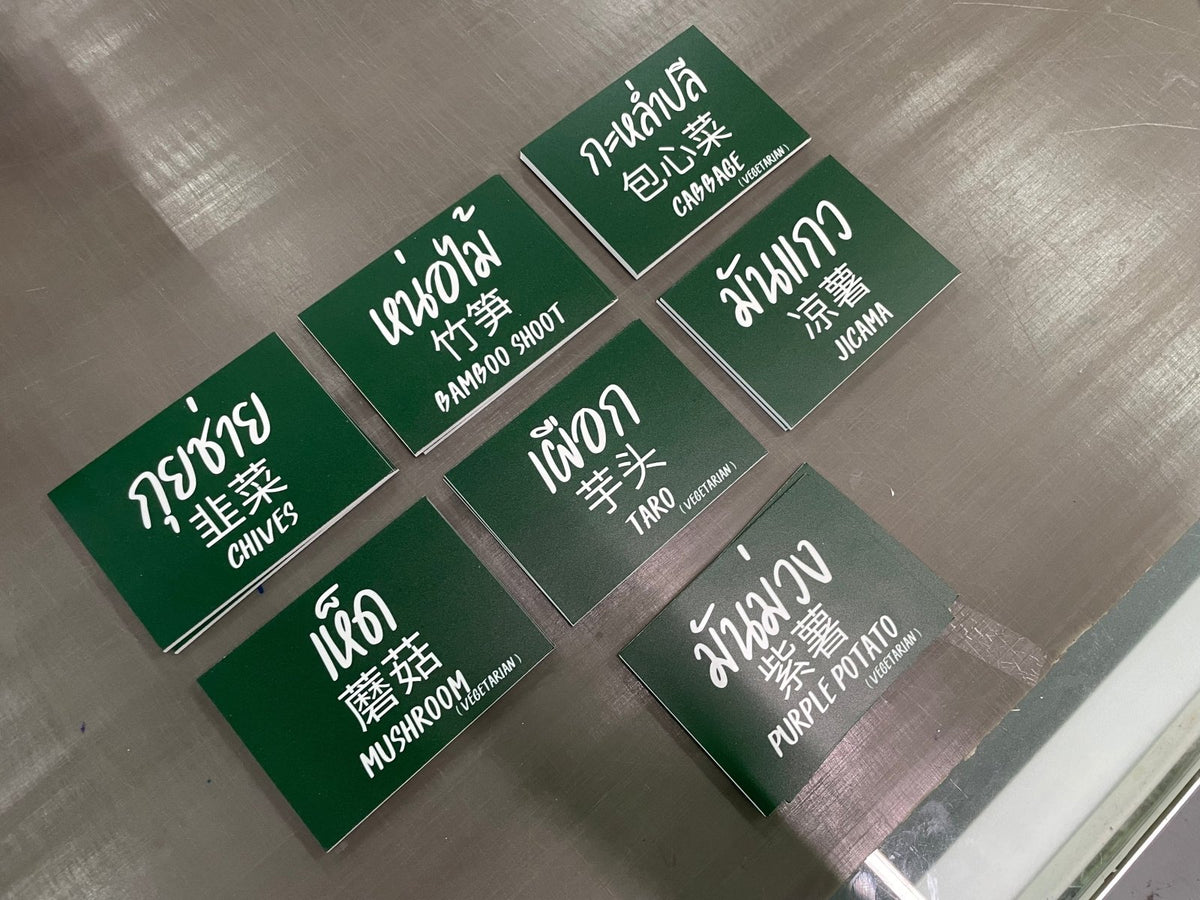 กะหล่ำปลี
包心菜
CABBAGE
(VEGETARIAN)
หน่อไม้
竹笋
BAMBOO SHOOT
มันแกว
凉薯
JICAMA
กุยช่าย
韭菜
CHIVES
เผือก
芋头
TARO
(VEGETARIAN)
เห็ด
蘑菇
MUSHROOM
(VEGETARIAN)
มันม่วง
紫薯
PURPLE POTATO
(VEGETARIAN)